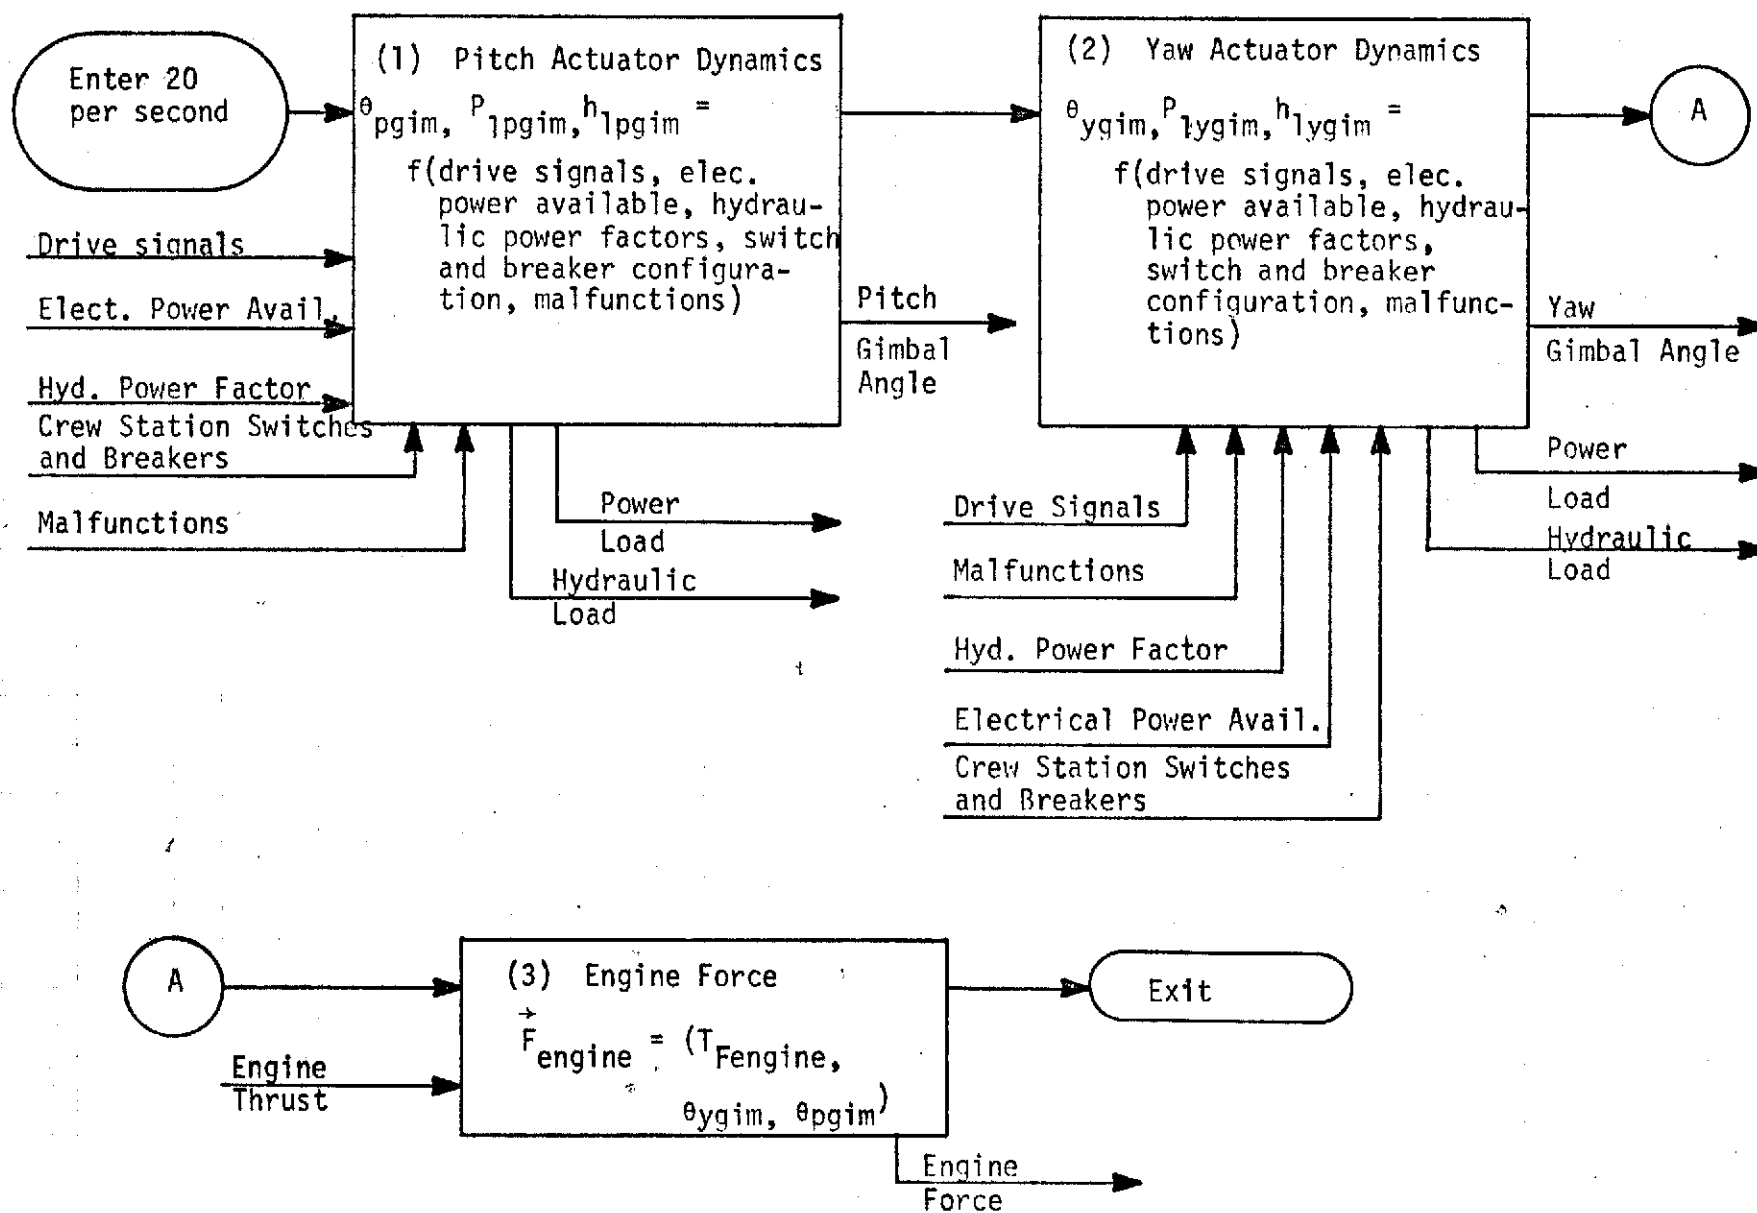 Enter 20
per second
(1) Pitch Actuator Dynamics
θpgim, Plpgim, hlpgim =
f(drive signals, elec.
power available, hydrau-
lic power factors, switch
and breaker configura-
tion, malfunctions)
Drive signals
Elect. Power Avail.
Hyd. Power Factor
Crew Station Switches
and Breakers
Malfunctions
Pitch
Gimbal
Angle
Power
Load
Hydraulic
Load
(2) Yaw Actuator Dynamics
θygim, Plygim, hlygim =
f(drive signals, elec.
power available, hydrau-
lic power factors,
switch and breaker
configuration, malfunc-
tions)
A
Yaw
Gimbal Angle
Power
Load
Hydraulic
Load
Drive Signals
Malfunctions
Hyd. Power Factor
Electrical Power Avail.
Crew Station Switches
and Breakers
A
Engine
Thrust
(3) Engine Force
F⃗engine = (TFengine,
θygim, θpgim)
Exit
Engine
Force